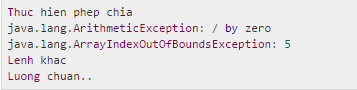 Thuc hien phep chia
java.lang.ArithmeticException: / by zero
java.lang.ArrayIndexOutOfBoundsException: 5
Lenh khac
Luong chuan..